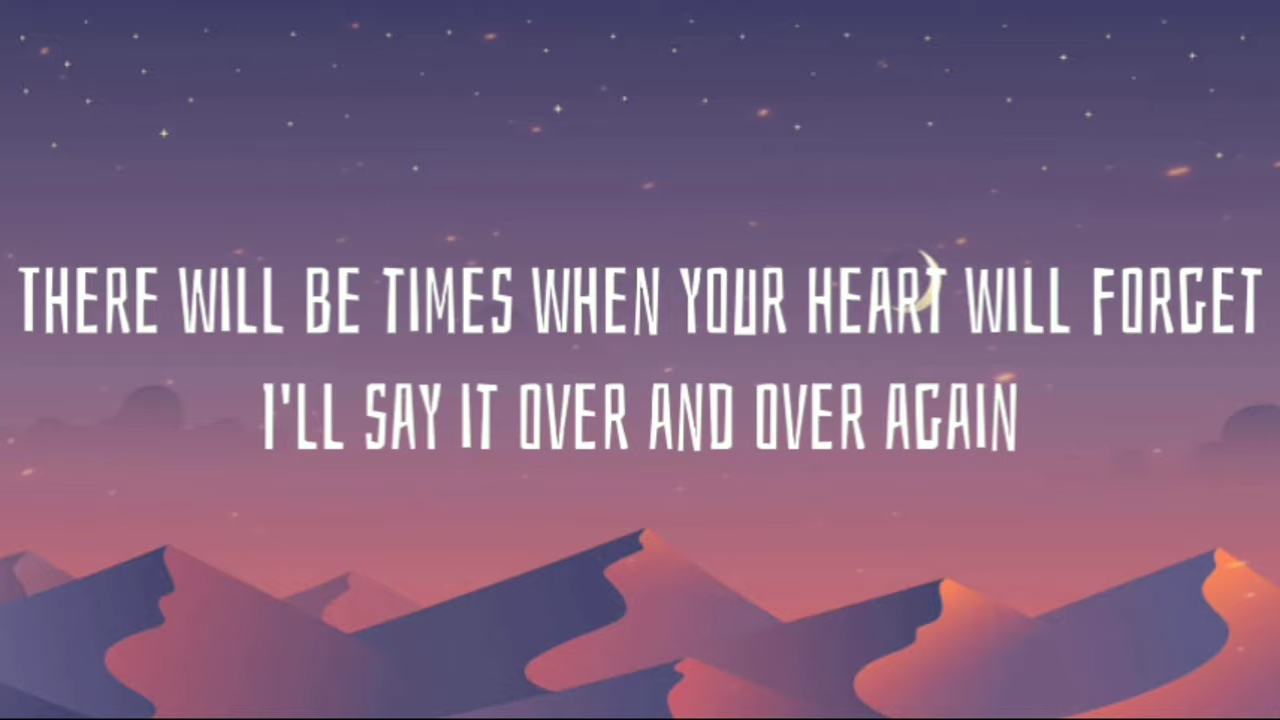 THERE WILL BE TIMES WHEN YOUR HEART WILL FORGET
I'LL SAY IT OVER AND OVER AGAIN